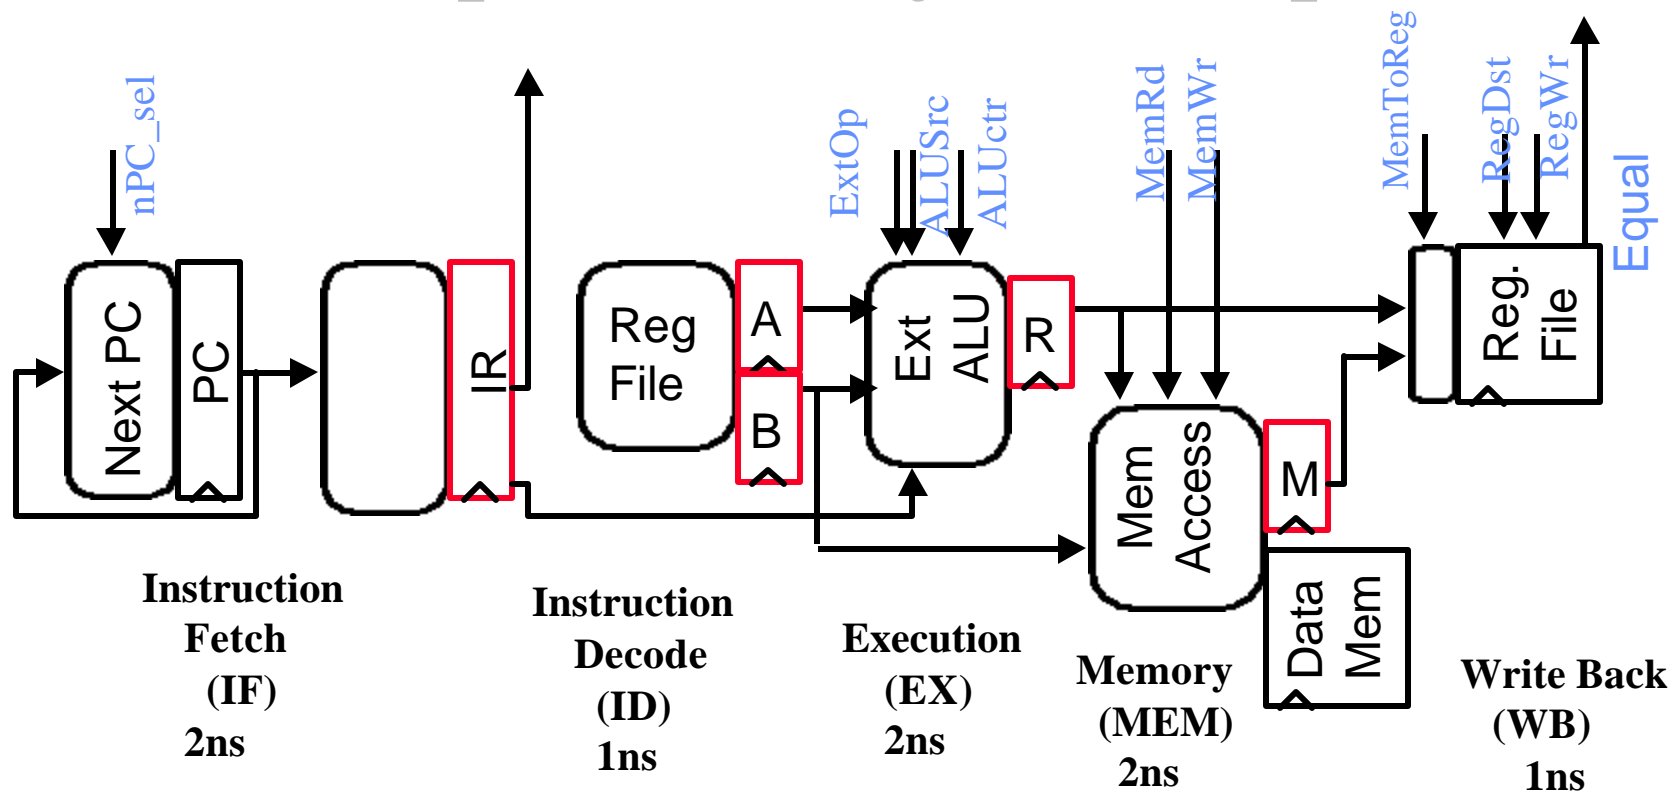 nPC_sel
ExtOp
ALUSrc
ALUctr
MemRd
MemWr
MemToReg
RegDst
RegWr
Equal
Next PC
PC
IR
Reg
File
A
B
Ext
ALU
R
Mem
Access
M
Data
Mem
Reg.
File
Instruction
Fetch
(IF)
2ns
Instruction
Decode
(ID)
1ns
Execution
(EX)
2ns
Memory
(MEM)
2ns
Write Back
(WB)
1ns